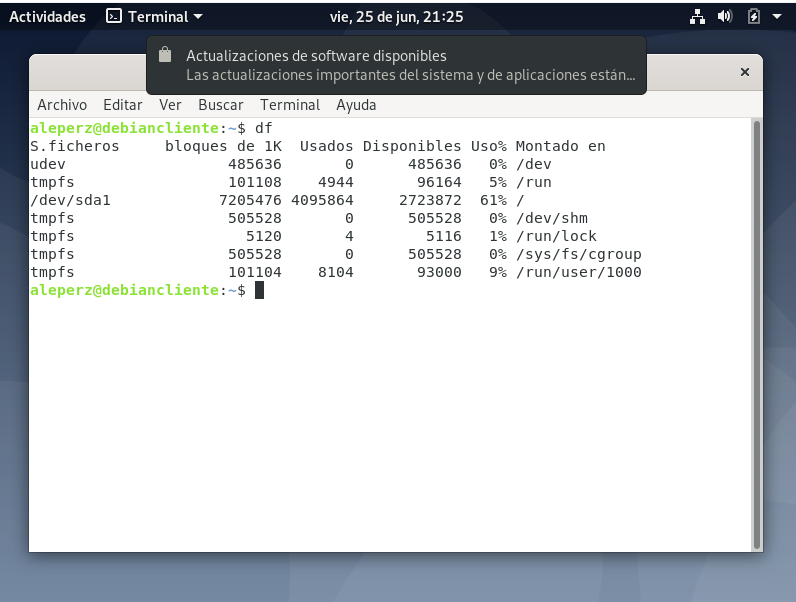 Actividades Terminal vie, 25 de jun, 21:25
Actualizaciones de software disponibles
Las actualizaciones importantes del sistema y de aplicaciones están...
Archivo Editar Ver Buscar Terminal Ayuda
aleperz@debiancliente:~$ df
S.ficheros     bloques de 1K  Usados Disponibles Uso% Montado en
udev                  485636       0      485636   0% /dev
tmpfs                 101108    4944       96164   5% /run
/dev/sda1            7205476 4095864     2723872  61% /
tmpfs                 505528       0      505528   0% /dev/shm
tmpfs                   5120       4        5116   1% /run/lock
tmpfs                 505528       0      505528   0% /sys/fs/cgroup
tmpfs                 101104    8104       93000   9% /run/user/1000
aleperz@debiancliente:~$